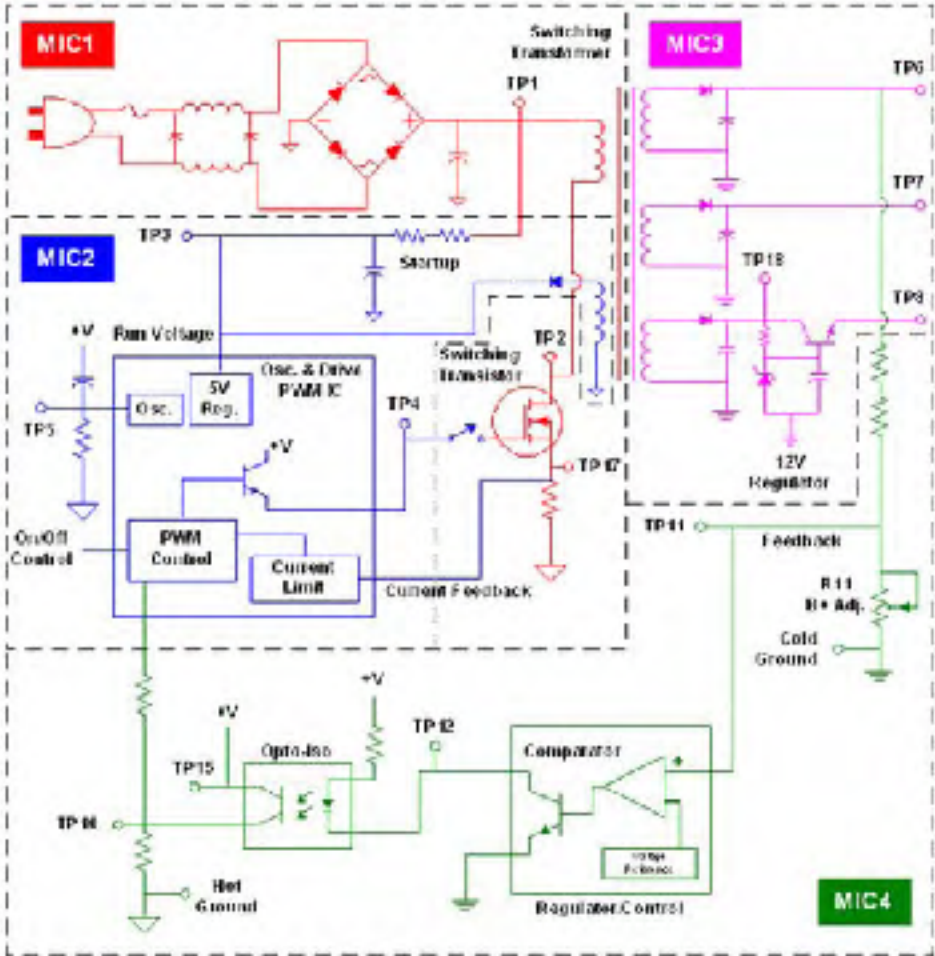 MIC1
Switching
Transformer
TP1
MIC3
TP6
TP7
TP3
MIC2
Startup
TP18
TP8
+V
Run Voltage
Switching
Transistor
TP2
Osc. & Drive
PWM IC
5V
Reg.
Osc.
TP5
TP4
+V
TP17
12V
Regulator
On/Off
Control
PWM
Control
Current
Limit
Current Feedback
TP11
Feedback
R11
B+ Adj.
Cold
Ground
+V
+V
TP12
Opto-Iso
Comparator
TP15
Voltage
Reference
Hot
Ground
Regulator Control
MIC4